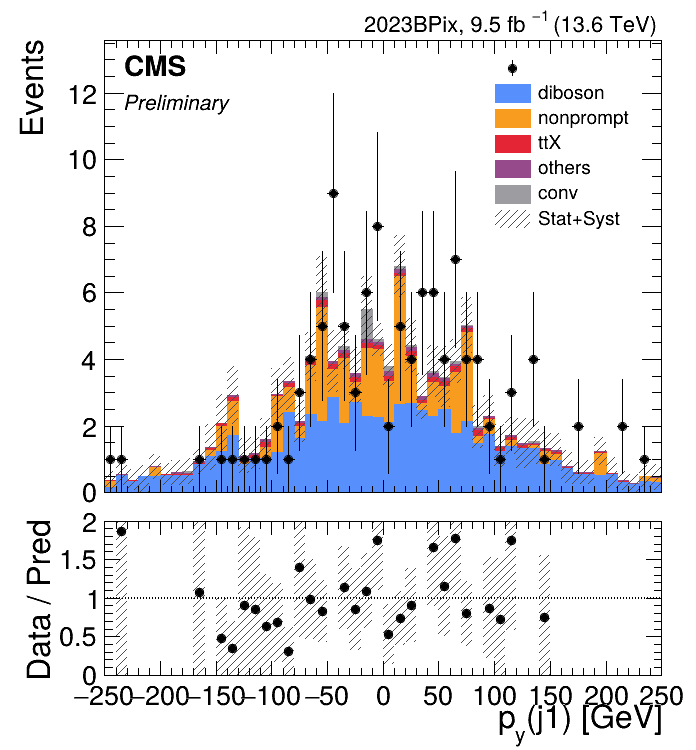 2023BPix, 9.5 fb⁻¹ (13.6 TeV)
CMS
Preliminary
Events
diboson
nonprompt
ttX
others
conv
Stat+Syst
12
10
8
6
4
2
0
Data / Pred
2
1.5
1
0.5
0
−250 −200 −150 −100 −50 0 50 100 150 200 250
p_y(j1) [GeV]